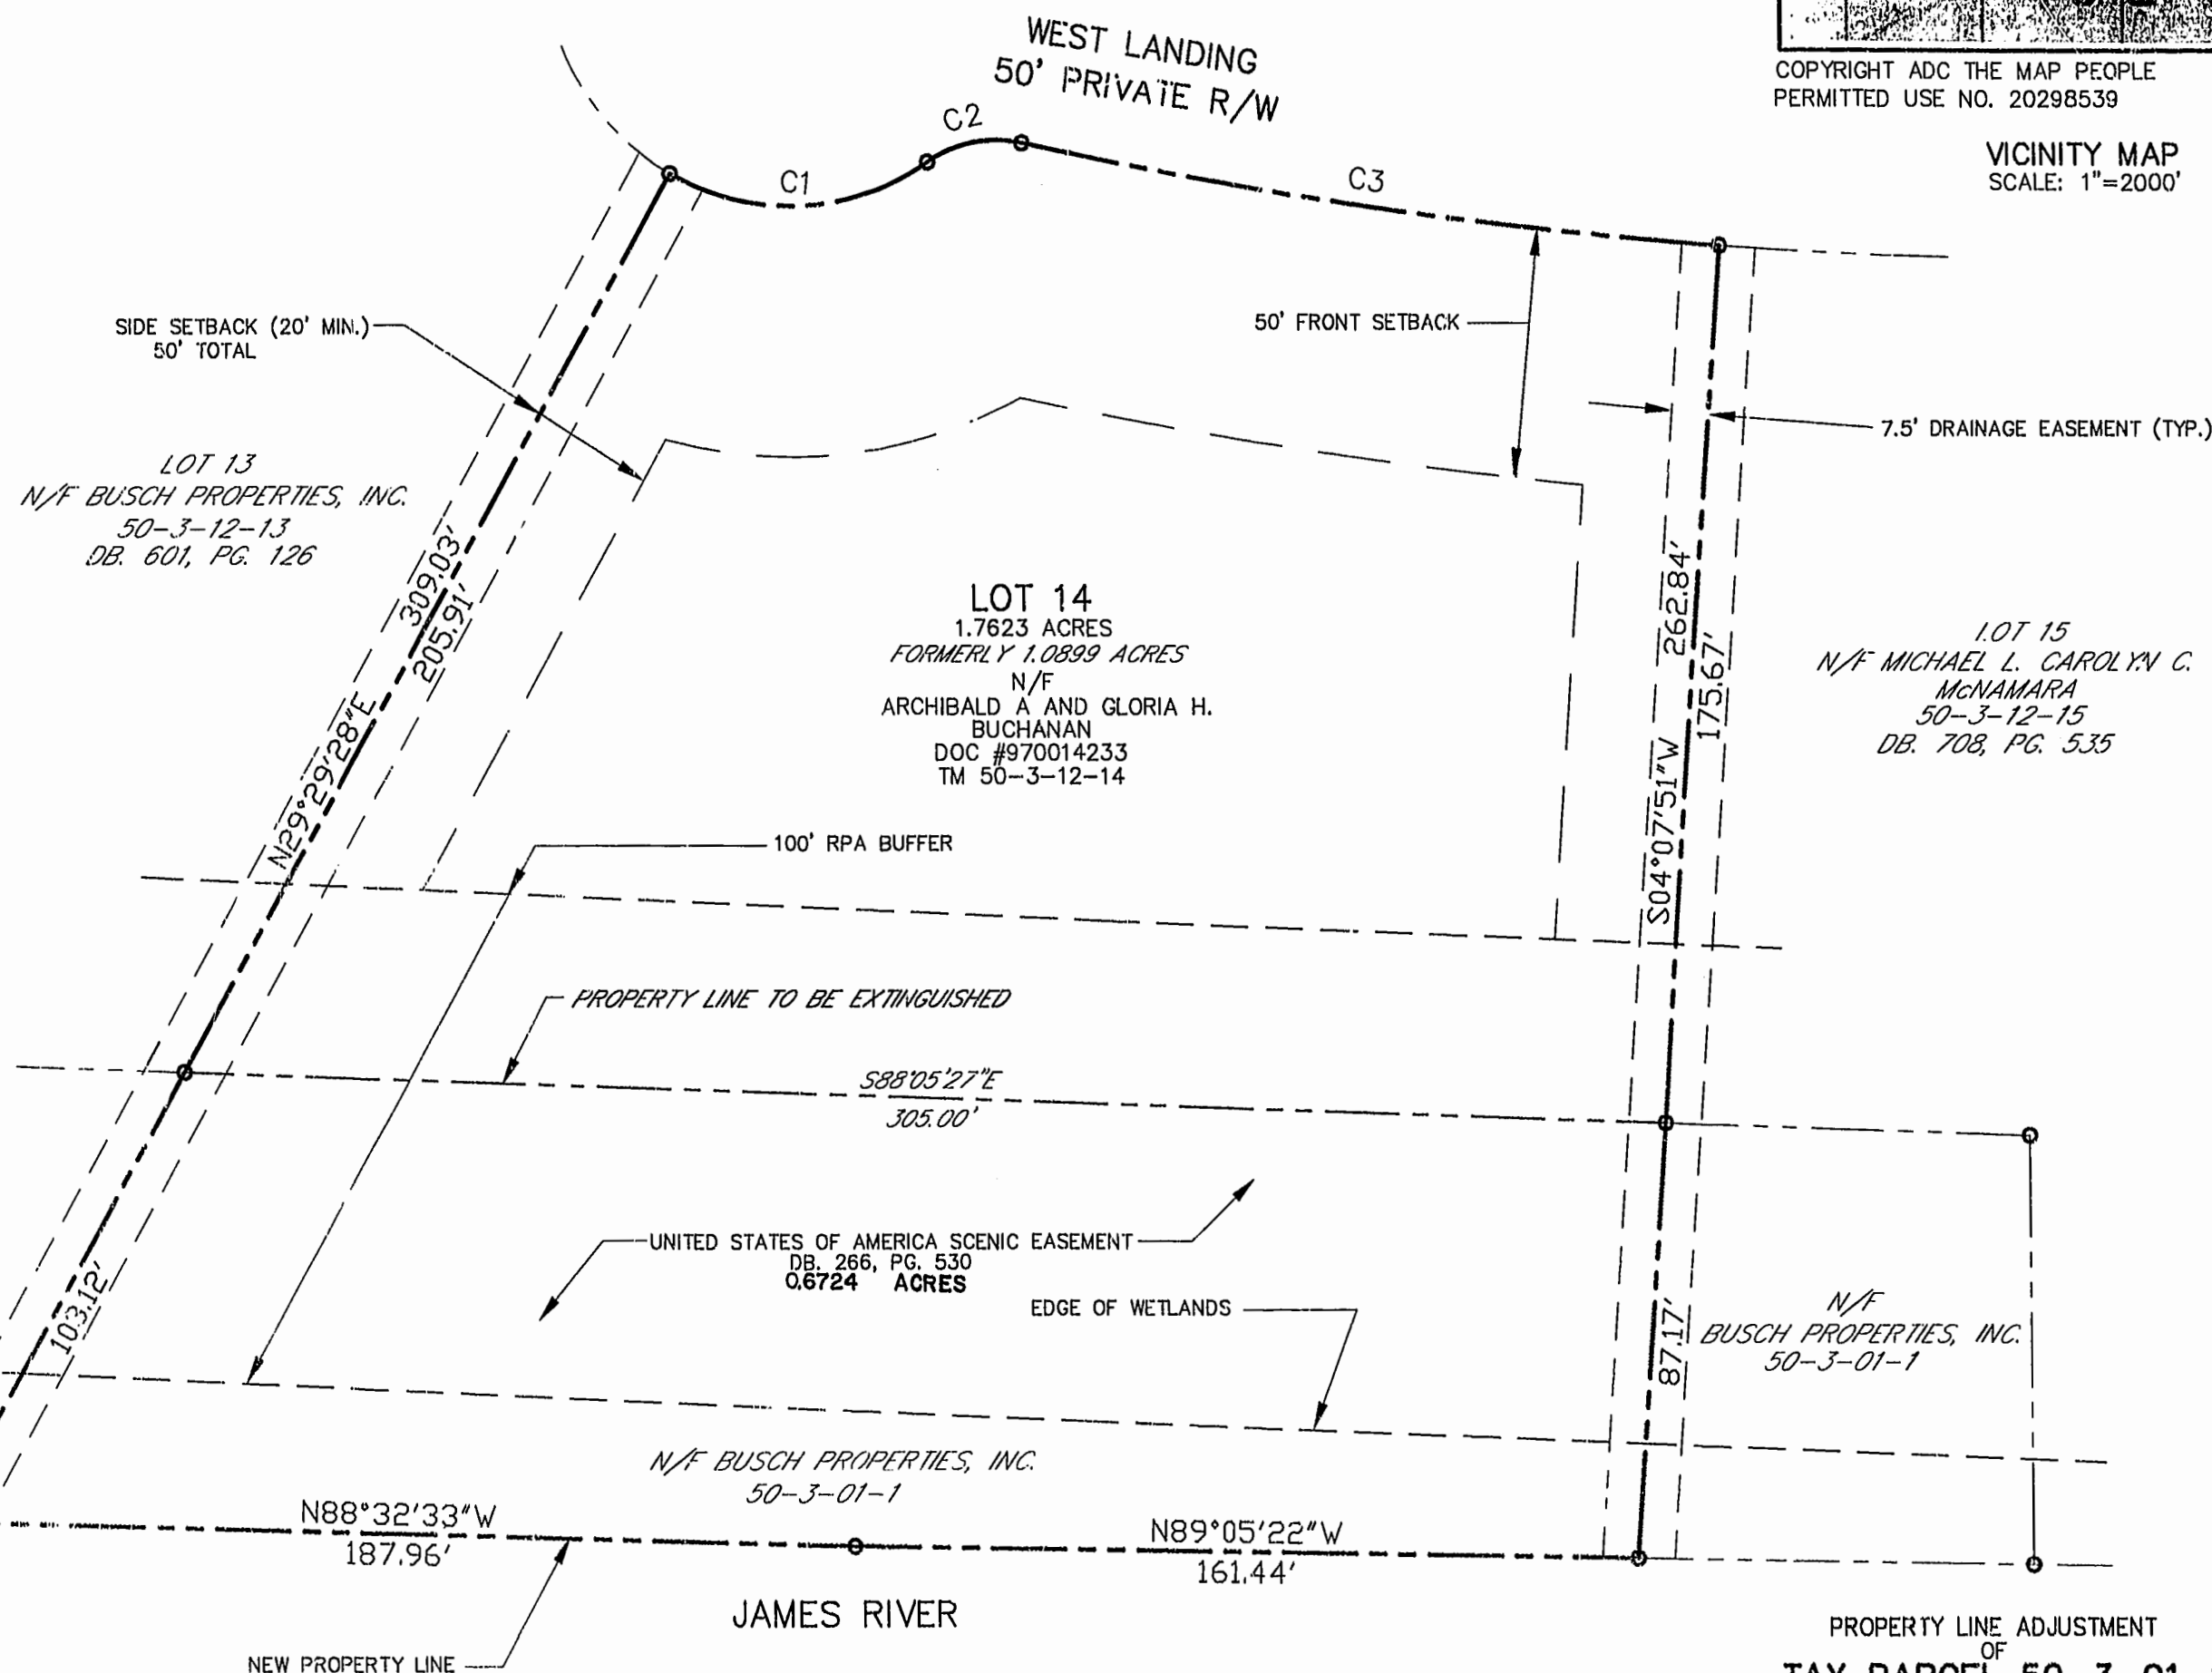 WEST LANDING
50' PRIVATE R/W
COPYRIGHT ADC THE MAP PEOPLE
PERMITTED USE NO. 20298539
VICINITY MAP
SCALE: 1"=2000'
C1
C2
C3
SIDE SETBACK (20' MIN.)
50' TOTAL
50' FRONT SETBACK
7.5' DRAINAGE EASEMENT (TYP.)
LOT 13
N/F BUSCH PROPERTIES, INC.
50-3-12-13
DB. 601, PG. 126
309.03'
205.91'
N29°29'28"E
LOT 14
1.7623 ACRES
FORMERLY 1.0899 ACRES
N/F
ARCHIBALD A AND GLORIA H.
BUCHANAN
DOC #970014233
TM 50-3-12-14
262.84'
175.67'
S04°07'51"W
LOT 15
N/F MICHAEL L. CAROLYN C.
McNAMARA
50-3-12-15
DB. 708, PG. 535
100' RPA BUFFER
PROPERTY LINE TO BE EXTINGUISHED
S88°05'27"E
305.00'
UNITED STATES OF AMERICA SCENIC EASEMENT
DB. 266, PG. 530
0.6724 ACRES
EDGE OF WETLANDS
103.12'
87.17'
N/F
BUSCH PROPERTIES, INC.
50-3-01-1
N/F BUSCH PROPERTIES, INC.
50-3-01-1
N88°32'33"W
187.96'
N89°05'22"W
161.44'
JAMES RIVER
NEW PROPERTY LINE
PROPERTY LINE ADJUSTMENT
OF
TAX PARCEL 50-3-01